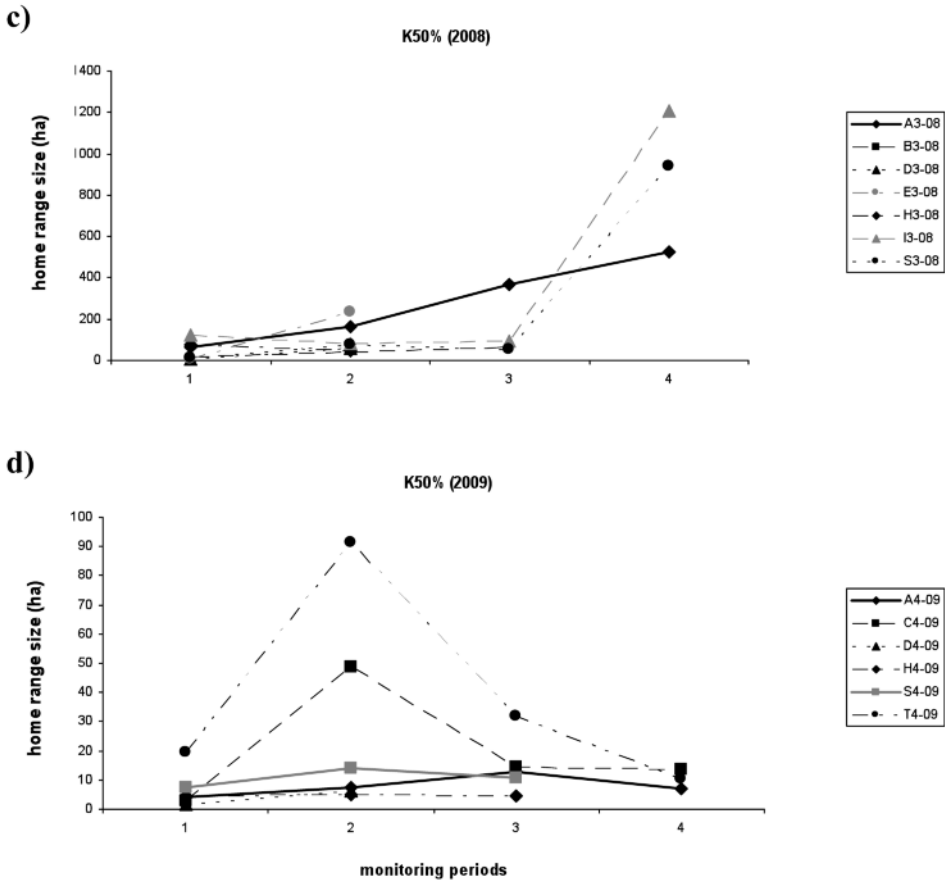 c)
K50% (2008)
home range size (ha)
1400
1200
1000
800
600
400
200
0
1 2 3 4
A3-08
B3-08
D3-08
E3-08
H3-08
I3-08
S3-08
d)
K50% (2009)
home range size (ha)
100
90
80
70
60
50
40
30
20
10
0
1 2 3 4
monitoring periods
A4-09
C4-09
D4-09
H4-09
S4-09
T4-09